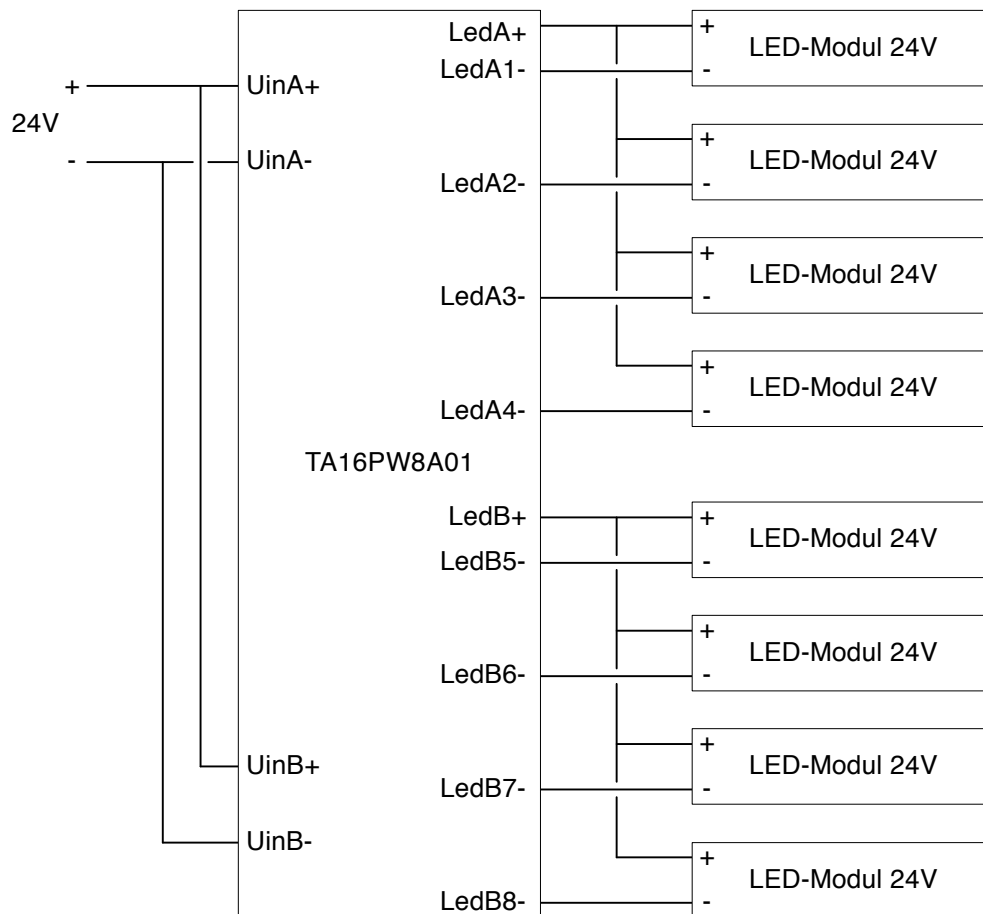 +
24V
-
UinA+
UinA-
UinB+
UinB-
TA16PW8A01
LedA+
LedA1-
LedA2-
LedA3-
LedA4-
LedB+
LedB5-
LedB6-
LedB7-
LedB8-
+
LED-Modul 24V
-
+
LED-Modul 24V
-
+
LED-Modul 24V
-
+
LED-Modul 24V
-
+
LED-Modul 24V
-
+
LED-Modul 24V
-
+
LED-Modul 24V
-
+
LED-Modul 24V
-